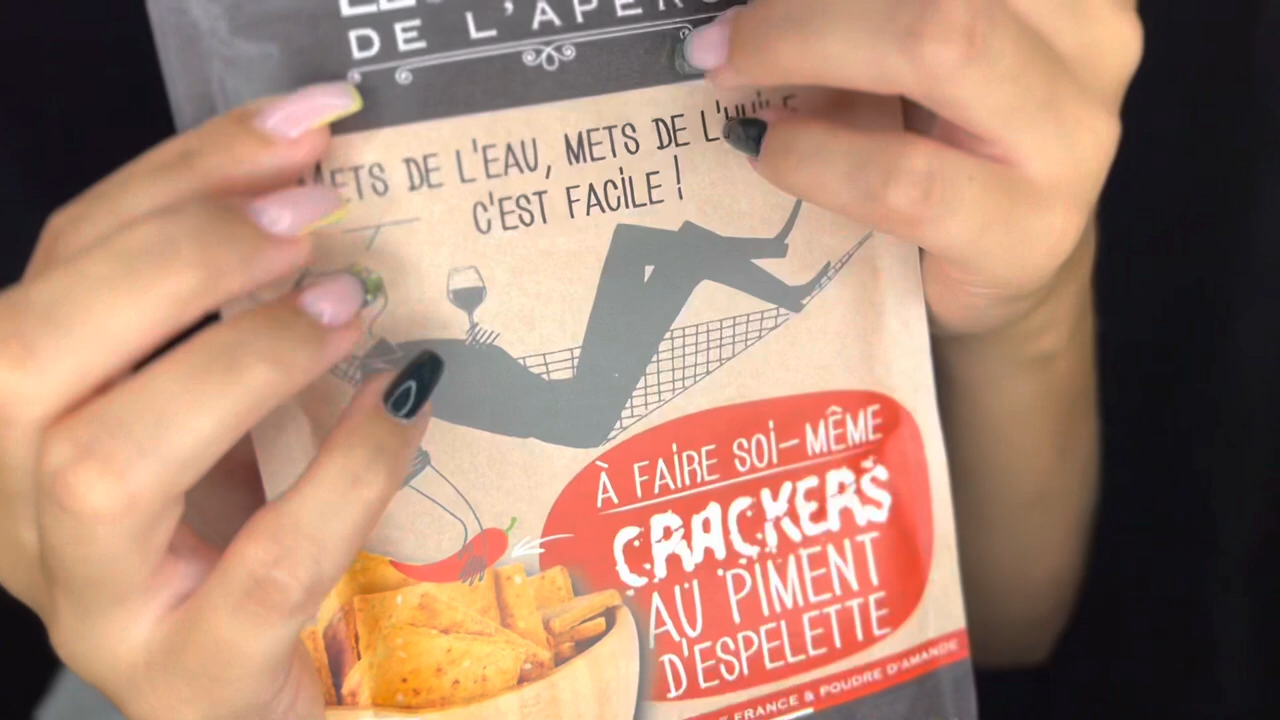 DE L'APÉRO
METS DE L'EAU, METS DE L'HUILE
C'EST FACILE !
À FAIRE SOI-MÊME
CRACKERS
AU PIMENT
D'ESPELETTE
FRANCE & POUDRE D'AMANDE